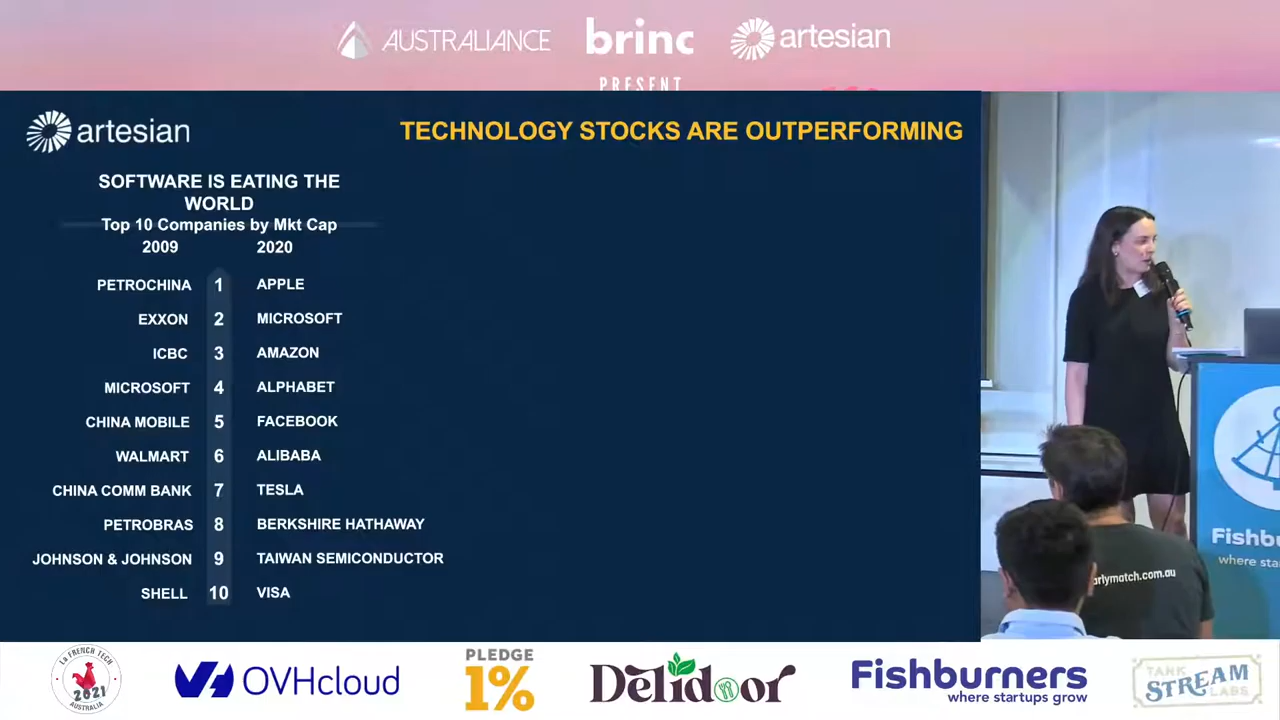 AUSTRALIANCE
brinc
artesian
PRESENT
artesian
TECHNOLOGY STOCKS ARE OUTPERFORMING
SOFTWARE IS EATING THE
WORLD
Top 10 Companies by Mkt Cap
2009 2020
PETROCHINA 1 APPLE
EXXON 2 MICROSOFT
ICBC 3 AMAZON
MICROSOFT 4 ALPHABET
CHINA MOBILE 5 FACEBOOK
WALMART 6 ALIBABA
CHINA COMM BANK 7 TESLA
PETROBRAS 8 BERKSHIRE HATHAWAY
JOHNSON & JOHNSON 9 TAIWAN SEMICONDUCTOR
SHELL 10 VISA
Fishbu
where sta
arlymatch.com.au
La FRENCH TECH
2021
AUSTRALIA
OVHcloud
PLEDGE
1%
Délidoor
Fishburners
where startups grow
TANK
STREAM
LABS